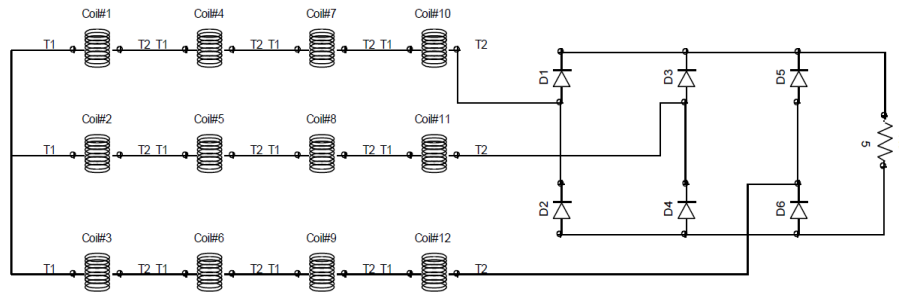 Coil#1 Coil#4 Coil#7 Coil#10
T1 T2 T1 T2 T1 T2 T1 T2
D1 D3 D5
Coil#2 Coil#5 Coil#8 Coil#11
5
T1 T2 T1 T2 T1 T2 T1 T2
D2 D4 D6
Coil#3 Coil#6 Coil#9 Coil#12
T1 T2 T1 T2 T1 T2 T1 T2